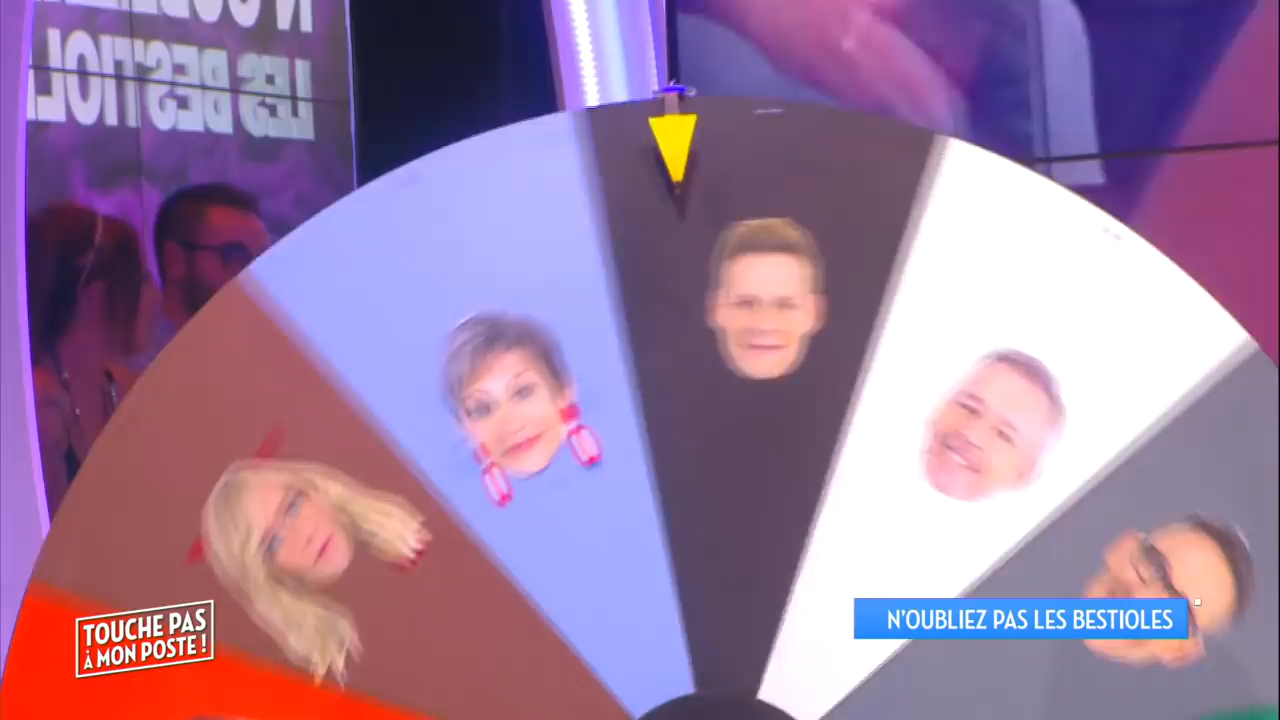 LES BESTIOL
TOUCHE PAS
À MON POSTE !
N'OUBLIEZ PAS LES BESTIOLES